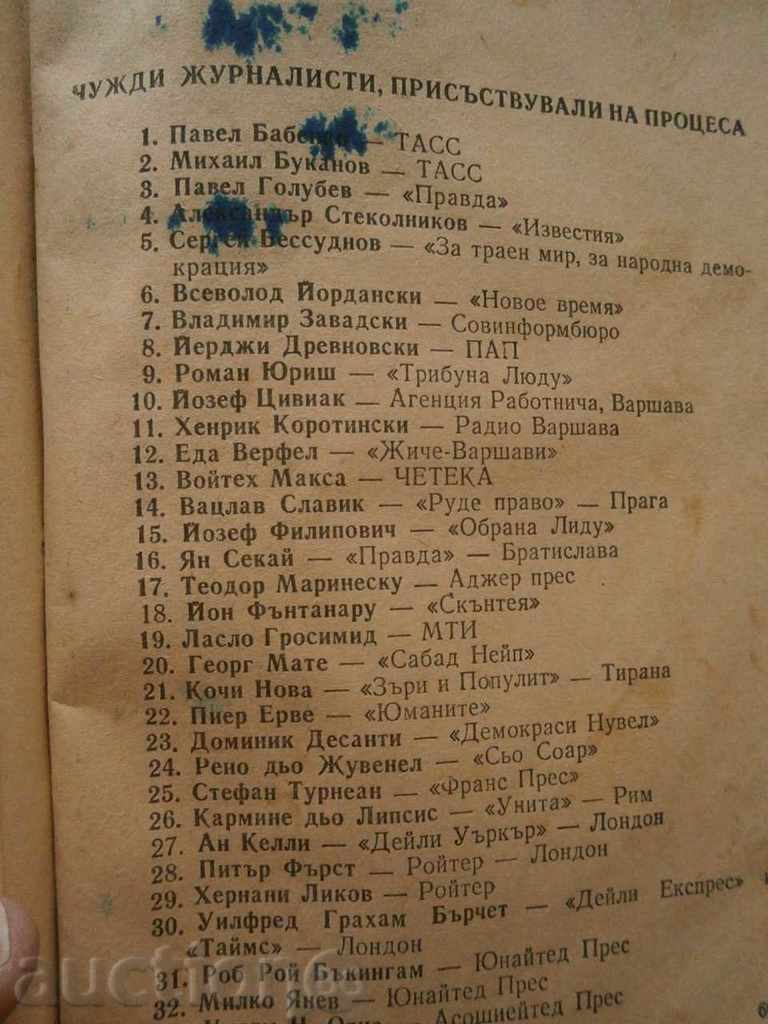 ЧУЖДИ ЖУРНАЛИСТИ, ПРИСЪСТВУВАЛИ НА ПРОЦЕСА
1. Павел — ТАСС
2. Михаил Буканов — ТАСС
3. Павел Голубев — «Правда»
4. Александър Стеколников — «Известия»
5. Сергей Бессуднов — «За траен мир, за народна демо-
крация»
6. Всеволод Йордански — «Новое время»
7. Владимир Завадски — Совинформбюро
8. Йерджи Древновски — ПАП
9. Роман Юриш — «Трибуна Люду»
10. Йозеф Цивиак — Агенция Работнича, Варшава
11. Хенрик Коротински — Радио Варшава
12. Еда Верфел — «Жиче-Варшави»
13. Войтех Макса — ЧЕТЕКА
14. Вацлав Славик — «Руде право» — Прага
15. Йозеф Филипович — «Обрана Лиду»
16. Ян Секай — «Правда» — Братислава
17. Теодор Маринеску — Аджер прес
18. Йон Фънтанару — «Скънтея»
19. Ласло Гросимид — МТИ
20. Георг Мате — «Сабад Нейп»
21. Кочи Нова — «Зъри и Популит» — Тирана
22. Пиер Ерве — «Юманите»
23. Доминик Десанти — «Демокраси Нувел»
24. Рено дьо Жувенел — «Сьо Соар»
25. Стефан Турнеан — «Франс Прес»
26. Кармине дьо Липсис — «Унита» — Рим
27. Ан Келли — «Дейли Уъркър» — Лондон
28. Питър Фърст — Ройтер — Лондон
29. Хернани Ликов — Ройтер
30. Уилфред Грахам Бърчет — «Дейли Експрес»
«Таймс» — Лондон
31. Роб Рой Бъкингам — Юнайтед Прес
32. Милко Янев — Юнайтед Прес
Асошиейтед Прес
auction